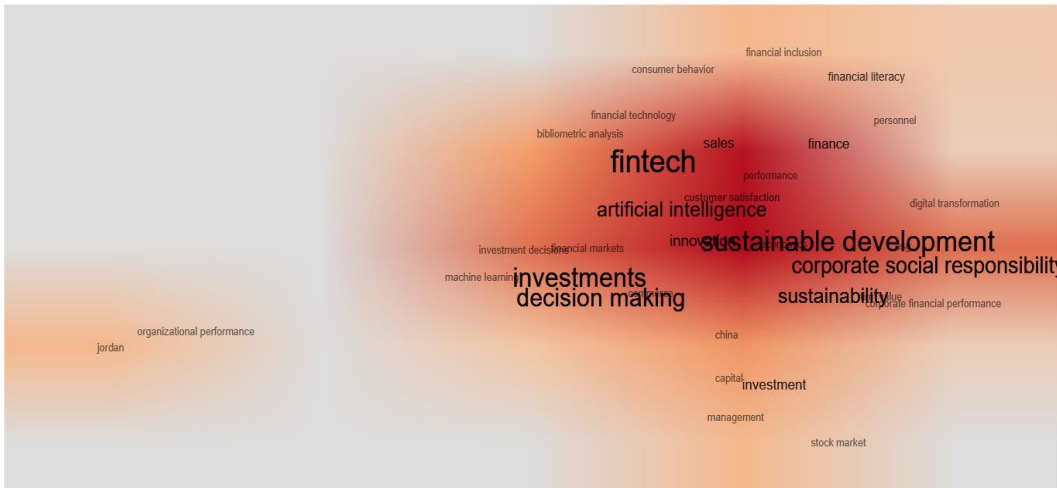 financial inclusion
consumer behavior
financial literacy
financial technology
personnel
bibliometric analysis
sales
finance
fintech
performance
customer satisfaction
digital transformation
artificial intelligence
innovation
sustainable development
investment decisions
financial markets
corporate social responsibility
machine learning
investments
decision making
sustainability
corporate financial performance
organizational performance
china
jordan
capital
investment
management
stock market